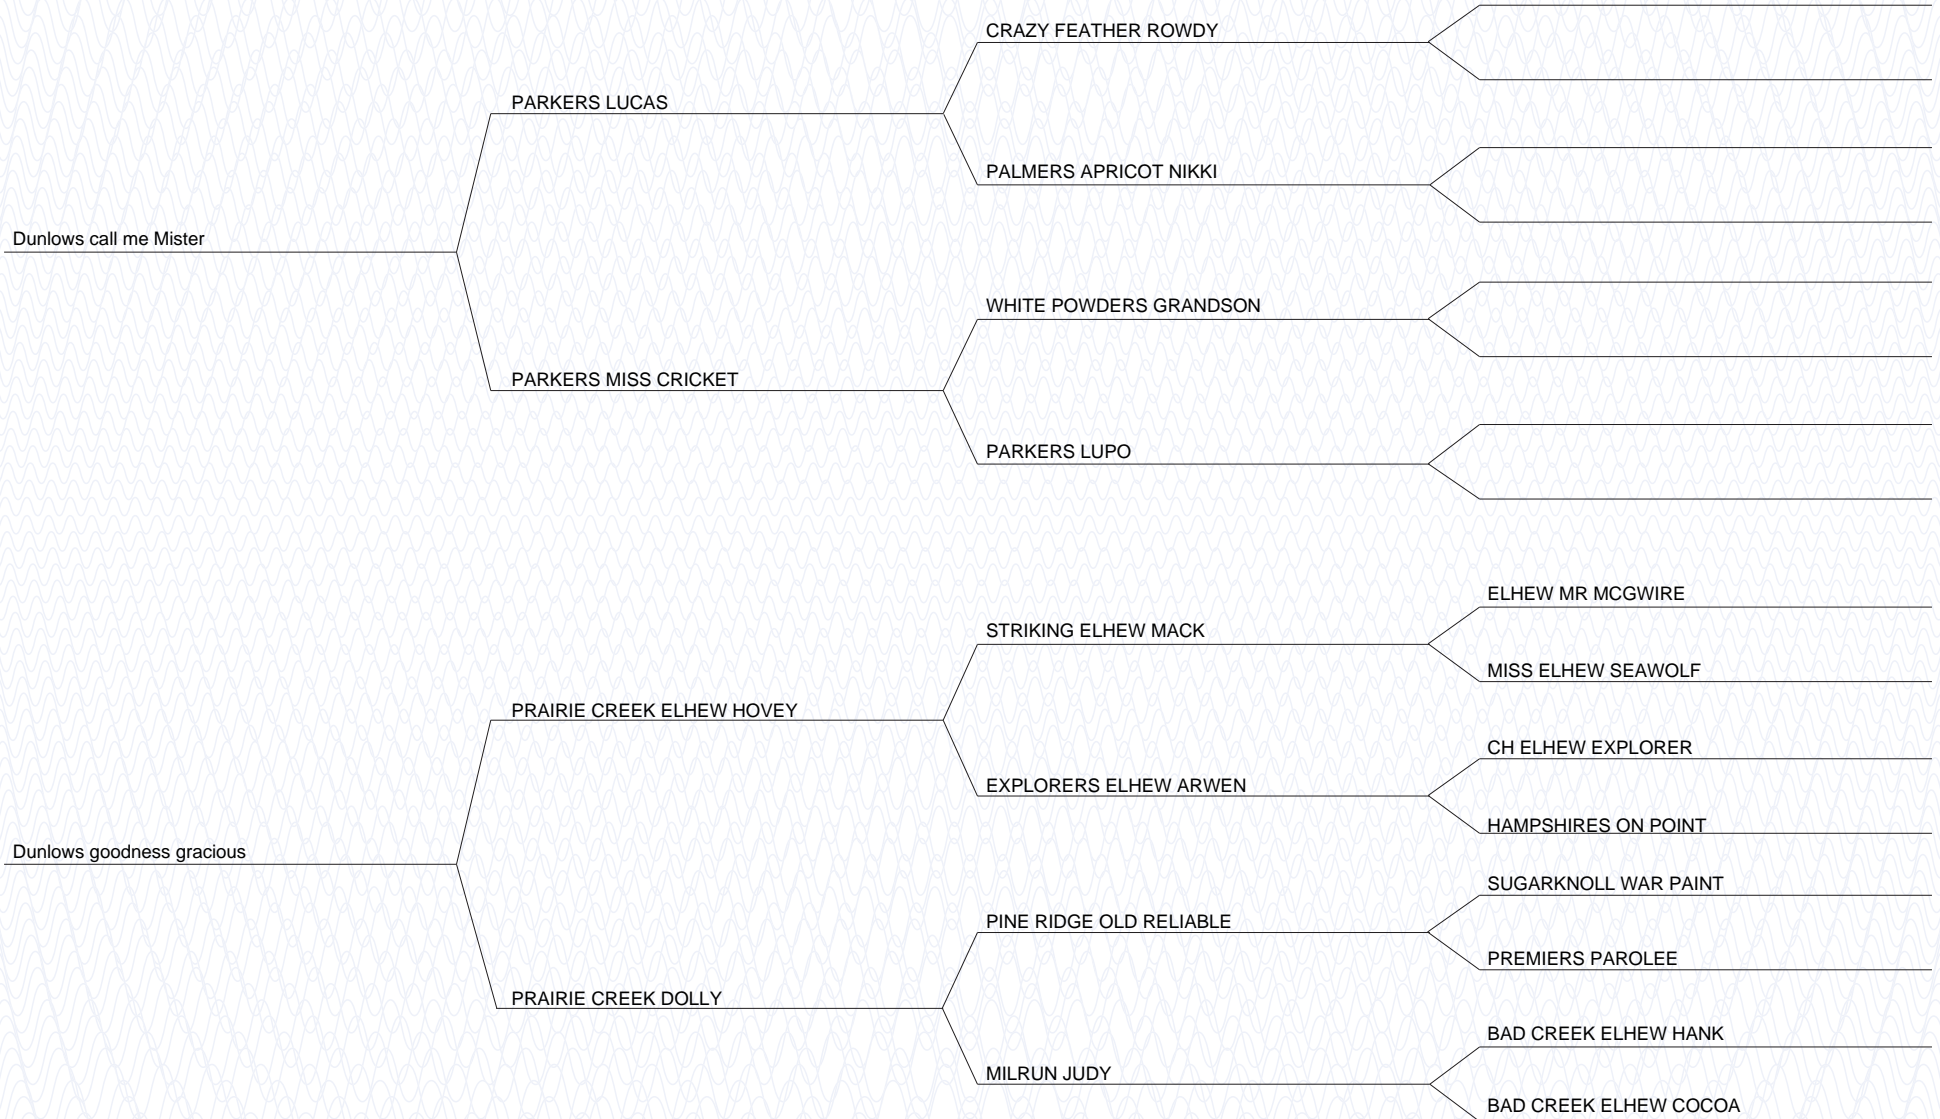 CRAZY FEATHER ROWDY
PARKERS LUCAS
PALMERS APRICOT NIKKI
Dunlows call me Mister
WHITE POWDERS GRANDSON
PARKERS MISS CRICKET
PARKERS LUPO
ELHEW MR MCGWIRE
STRIKING ELHEW MACK
MISS ELHEW SEAWOLF
PRAIRIE CREEK ELHEW HOVEY
CH ELHEW EXPLORER
EXPLORERS ELHEW ARWEN
HAMPSHIRES ON POINT
Dunlows goodness gracious
SUGARKNOLL WAR PAINT
PINE RIDGE OLD RELIABLE
PREMIERS PAROLEE
PRAIRIE CREEK DOLLY
BAD CREEK ELHEW HANK
MILRUN JUDY
BAD CREEK ELHEW COCOA